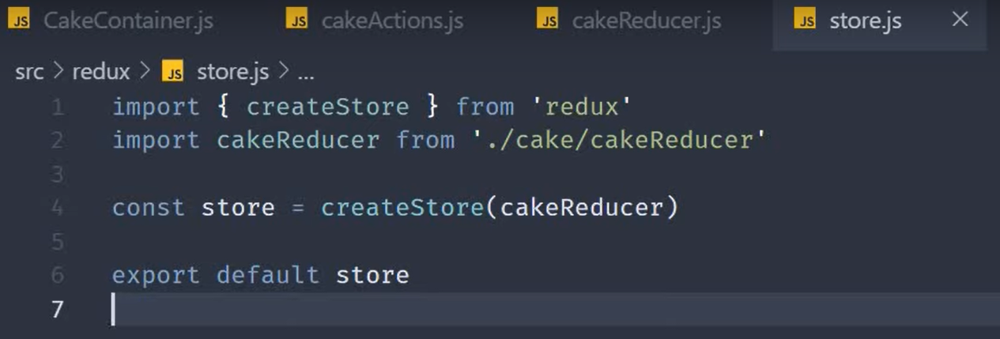 JS CakeContainer.js JS cakeActions.js JS cakeReducer.js JS store.js ×
src > redux > JS store.js > ...
1 import { createStore } from 'redux'
2 import cakeReducer from './cake/cakeReducer'
3
4 const store = createStore(cakeReducer)
5
6 export default store
7